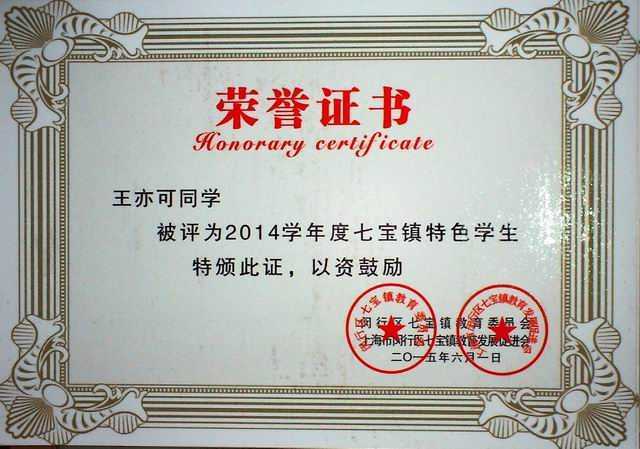 荣誉证书
Honorary certificate
王亦可同学
被评为2014学年度七宝镇特色学生
特颁此证，以资鼓励
闵行区七宝镇教育委员会
上海市闵行区七宝镇教育发展促进会
二〇一五年六月一日